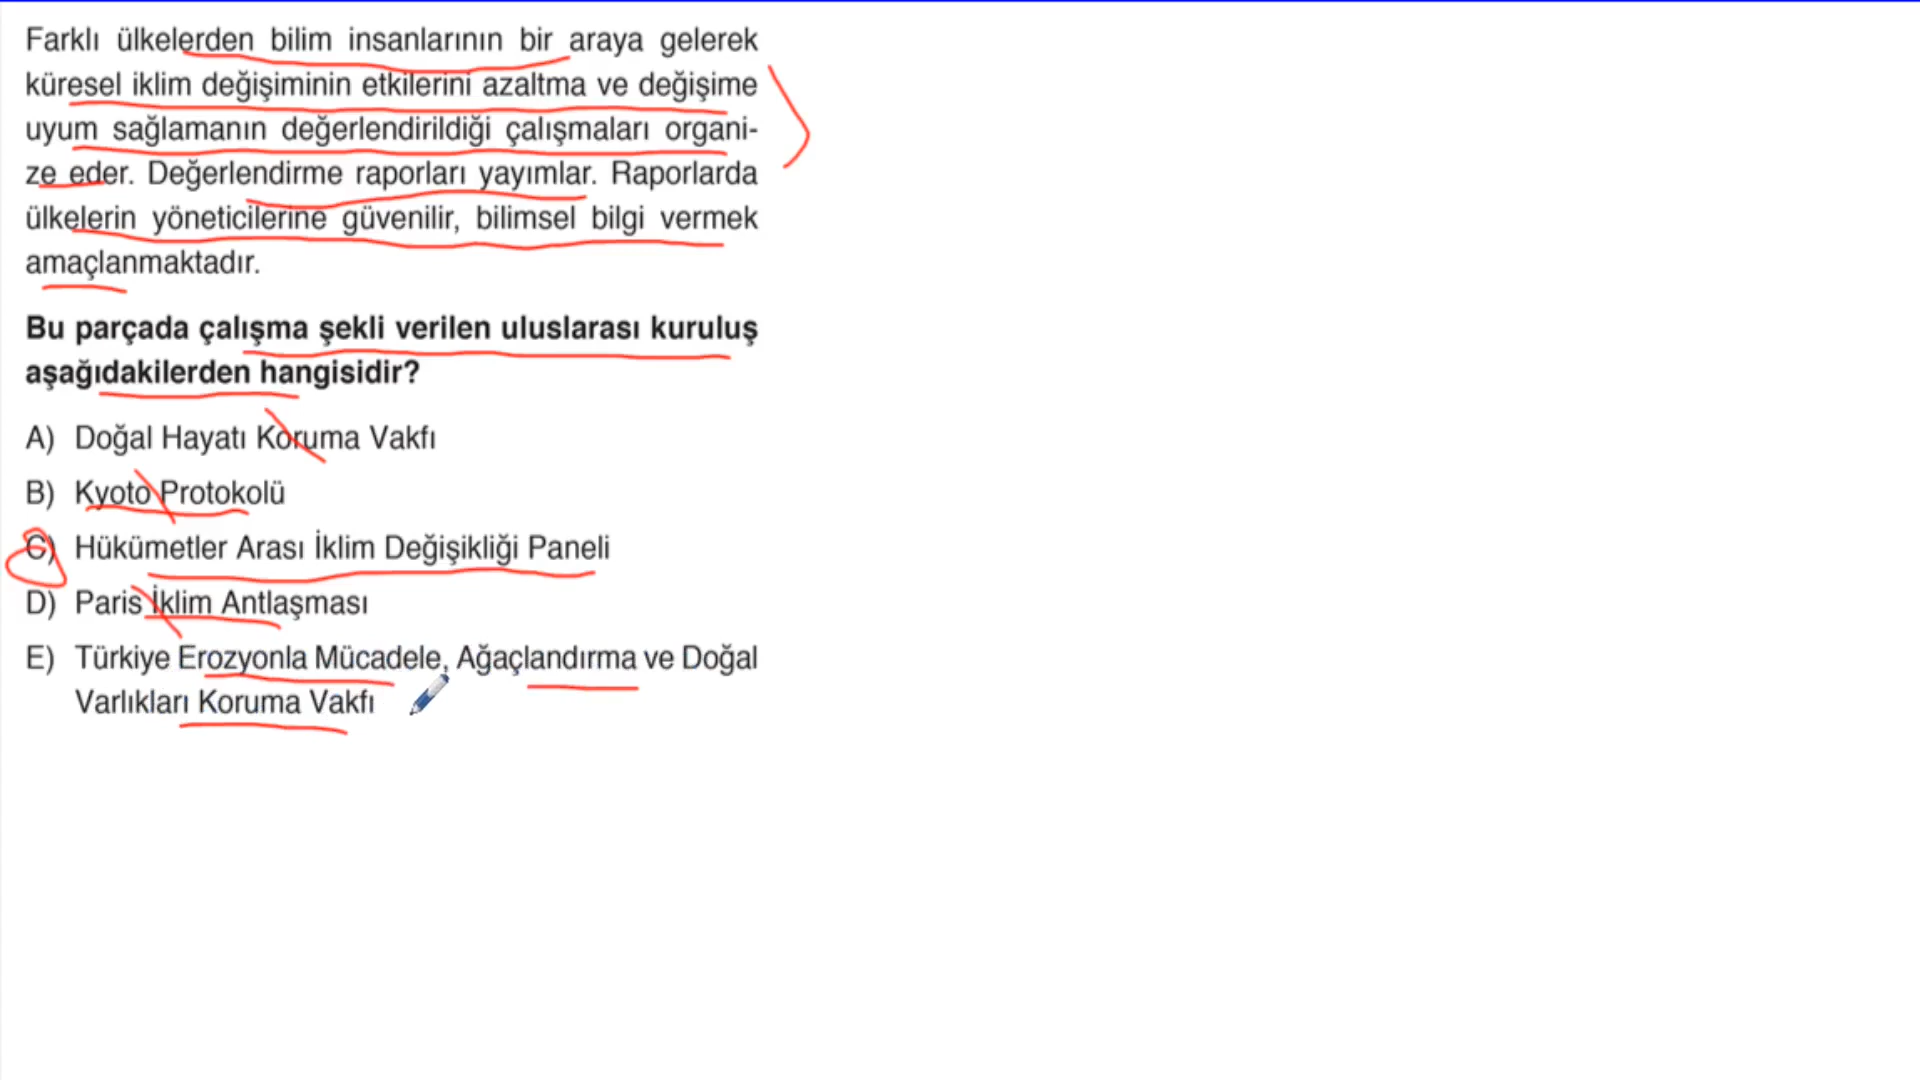 Farklı ülkelerden bilim insanlarının bir araya gelerek
küresel iklim değişiminin etkilerini azaltma ve değişime
uyum sağlamanın değerlendirildiği çalışmaları organi-
ze eder. Değerlendirme raporları yayımlar. Raporlarda
ülkelerin yöneticilerine güvenilir, bilimsel bilgi vermek
amaçlanmaktadır.
Bu parçada çalışma şekli verilen uluslarası kuruluş
aşağıdakilerden hangisidir?
A) Doğal Hayatı Koruma Vakfı
B) Kyoto Protokolü
C) Hükümetler Arası İklim Değişikliği Paneli
D) Paris İklim Antlaşması
E) Türkiye Erozyonla Mücadele, Ağaçlandırma ve Doğal
Varlıkları Koruma Vakfı